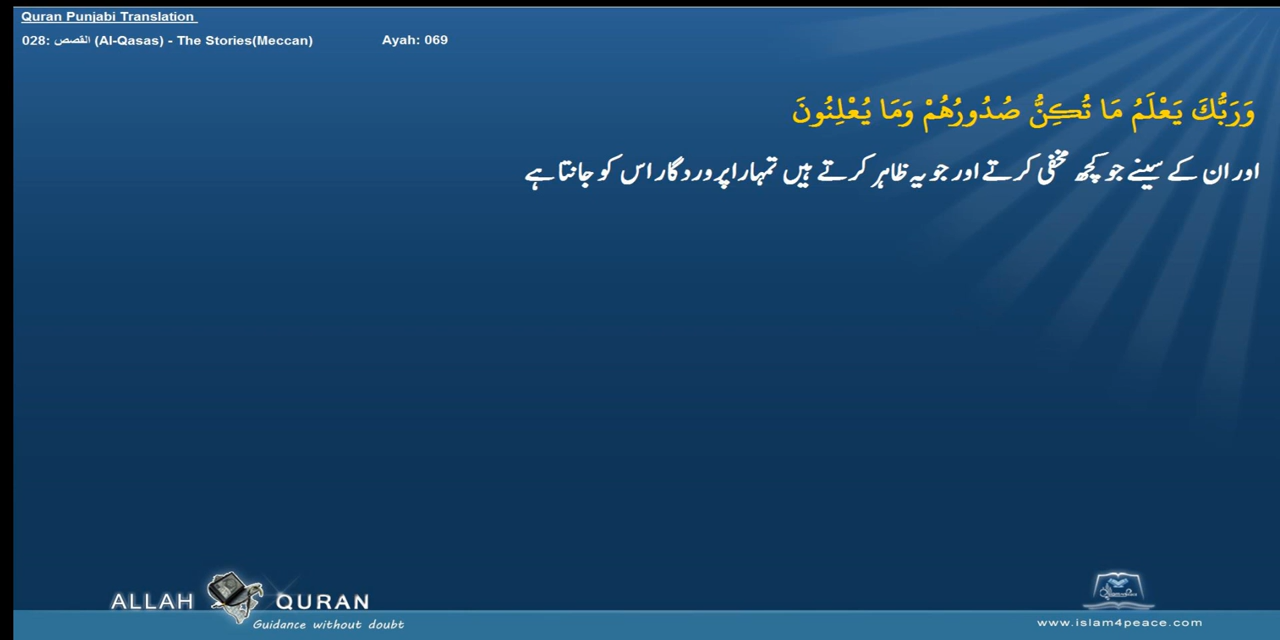 Quran Punjabi Translation
028: القصص (Al-Qasas) - The Stories(Meccan) Ayah: 069
وَرَبُّكَ يَعْلَمُ مَا تُكِنُّ صُدُورُهُمْ وَمَا يُعْلِنُونَ
اور ان کے سینے جو کچھ مخفی کرتے اور جو یہ ظاہر کرتے ہیں تمہارا پروردگار اس کو جانتا ہے
ALLAH QURAN
Guidance without doubt
www.islam4peace.com